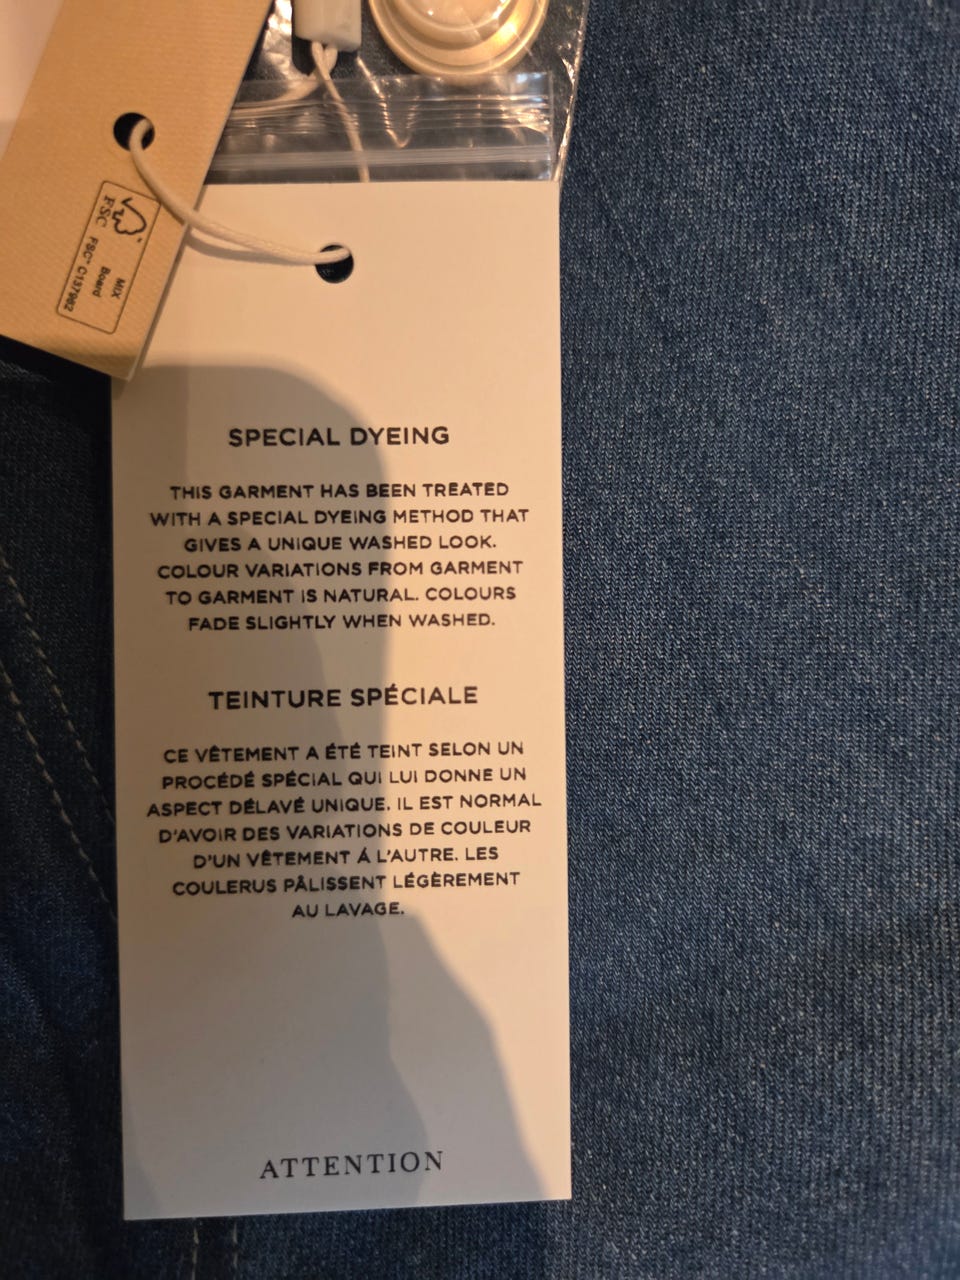 FSC
MIX
Board
FSC® C137982
SPECIAL DYEING
THIS GARMENT HAS BEEN TREATED
WITH A SPECIAL DYEING METHOD THAT
GIVES A UNIQUE WASHED LOOK.
COLOUR VARIATIONS FROM GARMENT
TO GARMENT IS NATURAL. COLOURS
FADE SLIGHTLY WHEN WASHED.
TEINTURE SPÉCIALE
CE VÊTEMENT A ÉTÉ TEINT SELON UN
PROCÉDÉ SPÉCIAL QUI LUI DONNE UN
ASPECT DÉLAVÉ UNIQUE. IL EST NORMAL
D'AVOIR DES VARIATIONS DE COULEUR
D'UN VÊTEMENT Á L'AUTRE. LES
COULERUS PÂLISSENT LÉGÈREMENT
AU LAVAGE.
ATTENTION